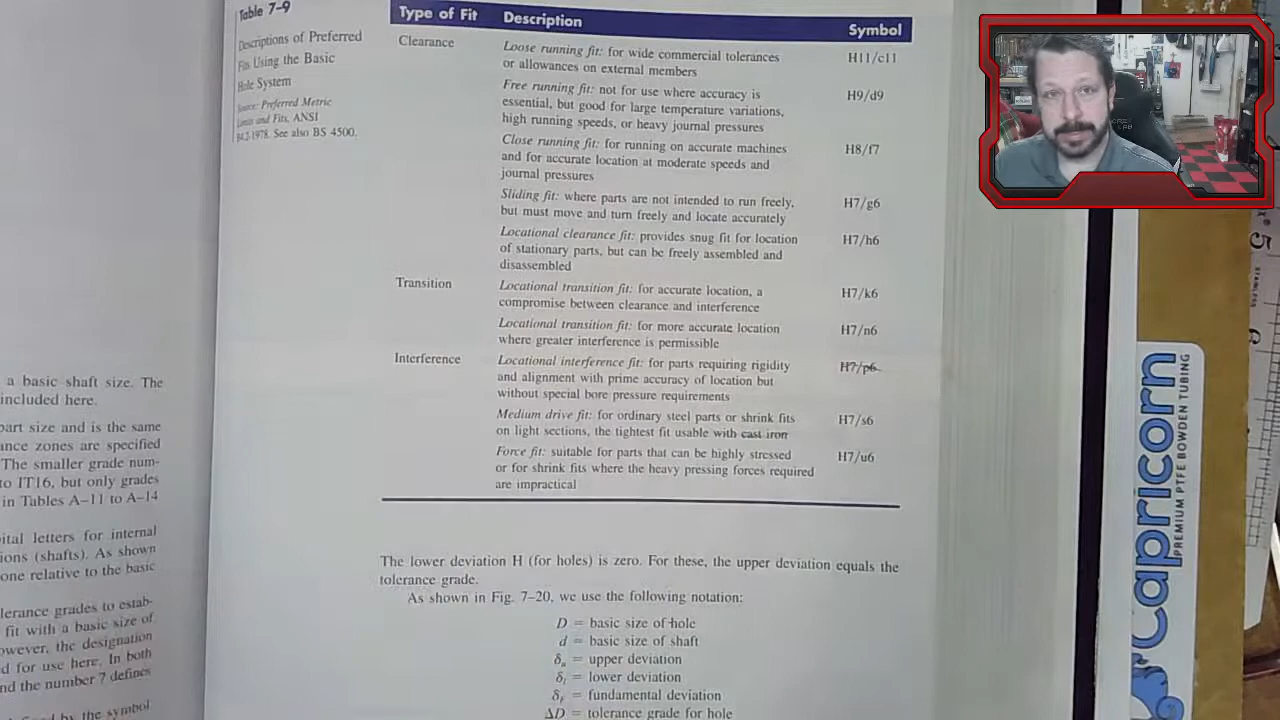 Table 7–9
Descriptions of Preferred
Fits Using the Basic
Hole System
Source: Preferred Metric
Limits and Fits, ANSI
B4.2-1978. See also BS 4500.
Type of Fit Description Symbol
Clearance Loose running fit: for wide commercial tolerances H11/c11
or allowances on external members
Free running fit: not for use where accuracy is H9/d9
essential, but good for large temperature variations,
high running speeds, or heavy journal pressures
Close running fit: for running on accurate machines H8/f7
and for accurate location at moderate speeds and
journal pressures
Sliding fit: where parts are not intended to run freely, H7/g6
but must move and turn freely and locate accurately
Locational clearance fit: provides snug fit for location H7/h6
of stationary parts, but can be freely assembled and
disassembled
Transition Locational transition fit: for accurate location, a H7/k6
compromise between clearance and interference
Locational transition fit: for more accurate location H7/n6
where greater interference is permissible
Interference Locational interference fit: for parts requiring rigidity H7/p6
and alignment with prime accuracy of location but
without special bore pressure requirements
Medium drive fit: for ordinary steel parts or shrink fits H7/s6
on light sections, the tightest fit usable with cast iron
Force fit: suitable for parts that can be highly stressed H7/u6
or for shrink fits where the heavy pressing forces required
are impractical
The lower deviation H (for holes) is zero. For these, the upper deviation equals the
tolerance grade.
As shown in Fig. 7–20, we use the following notation:
D = basic size of hole
d = basic size of shaft
δu = upper deviation
δl = lower deviation
δF = fundamental deviation
ΔD = tolerance grade for hole
a basic shaft size. The
included here.
part size and is the same
ance zones are specified
The smaller grade num-
to IT16, but only grades
in Tables A–11 to A–14
ital letters for internal
ions (shafts). As shown
one relative to the basic
lerance grades to estab-
fit with a basic size of
owever, the designation
d for use here. In both
nd the number 7 defines
by the symbol
Capricorn
PREMIUM PTFE BOWDEN TUBING
5
6